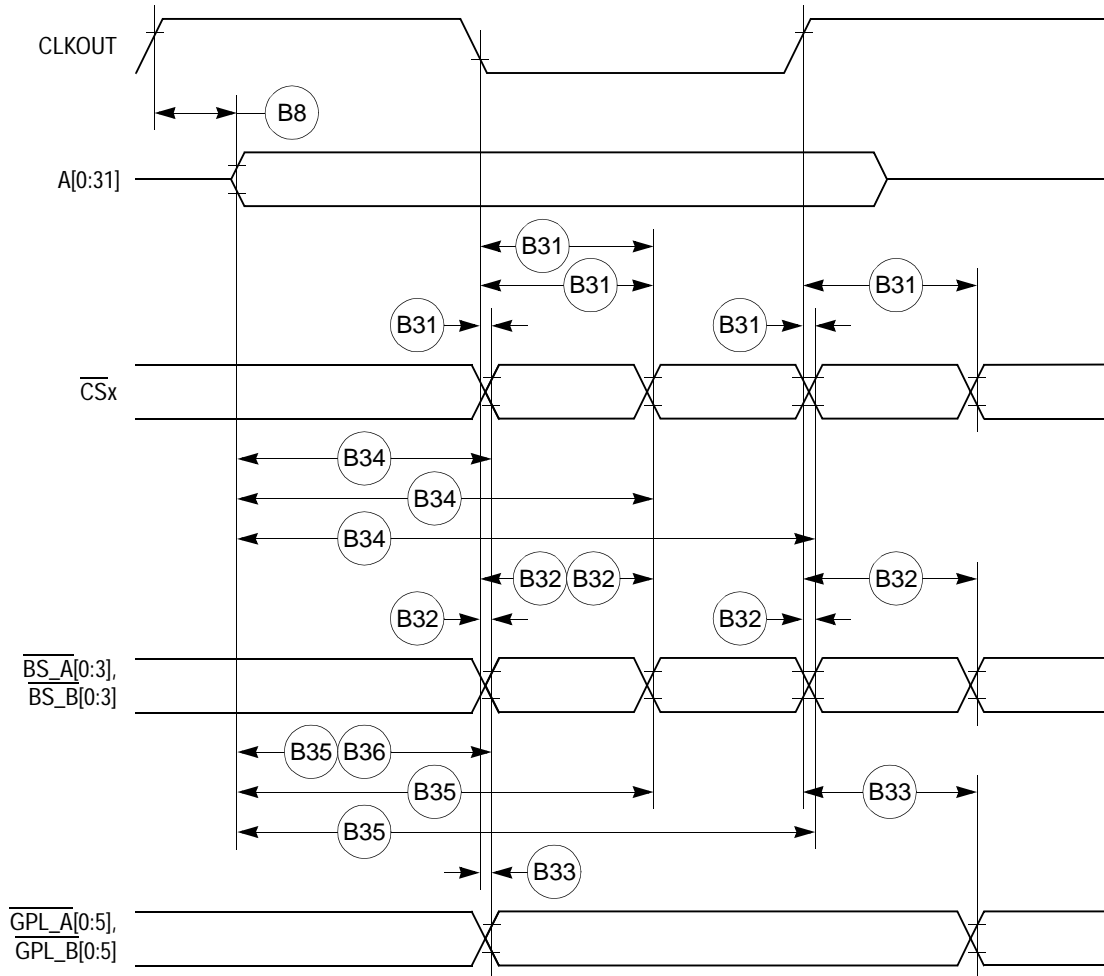 CLKOUT
B8
A[0:31]
B31
B31 B31
B31 B31
CSx
B34
B34
B34
B32 B32 B32
B32 B32
BS_A[0:3],
BS_B[0:3]
B35 B36
B35 B33
B35
B33
GPL_A[0:5],
GPL_B[0:5]